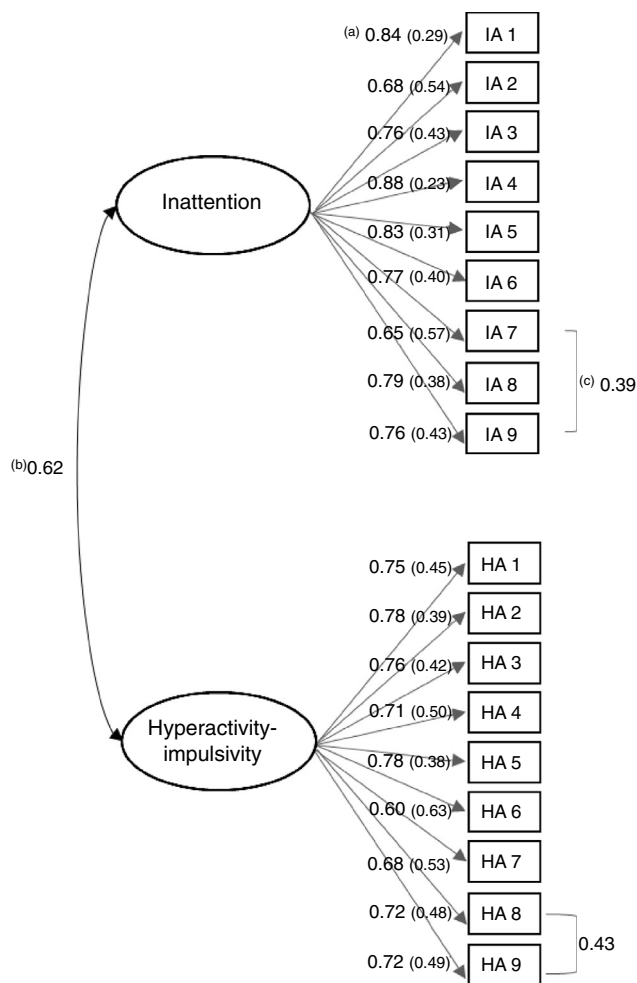 (a) 0.84 (0.29) IA 1
0.68 (0.54) IA 2
0.76 (0.43) IA 3
0.88 (0.23) IA 4
Inattention
0.83 (0.31) IA 5
0.77 (0.40) IA 6
0.65 (0.57) IA 7
0.79 (0.38) IA 8
(c) 0.39
0.76 (0.43) IA 9
(b)0.62
0.75 (0.45) HA 1
0.78 (0.39) HA 2
0.76 (0.42) HA 3
0.71 (0.50) HA 4
Hyperactivity-
impulsivity
0.78 (0.38) HA 5
0.60 (0.63) HA 6
0.68 (0.53) HA 7
0.72 (0.48) HA 8
0.43
0.72 (0.49) HA 9